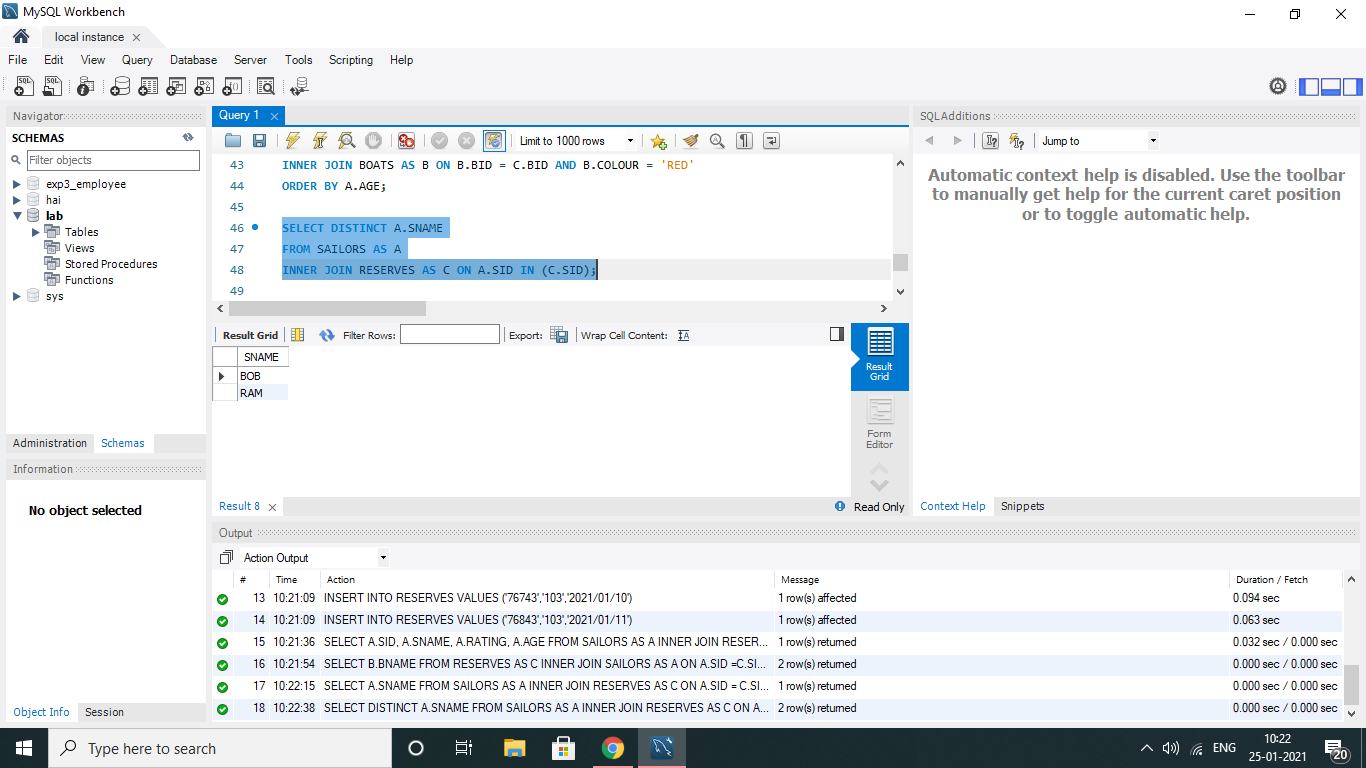 MySQL Workbench
local instance
File Edit View Query Database Server Tools Scripting Help
Navigator
SCHEMAS
Filter objects
exp3_employee
hai
lab
Tables
Views
Stored Procedures
Functions
sys
Administration Schemas
Information
No object selected
Object Info Session
Query 1
Limit to 1000 rows
43 INNER JOIN BOATS AS B ON B.BID = C.BID AND B.COLOUR = 'RED'
44 ORDER BY A.AGE;
45
46 SELECT DISTINCT A.SNAME
47 FROM SAILORS AS A
48 INNER JOIN RESERVES AS C ON A.SID IN (C.SID);
49
Result Grid Filter Rows: Export: Wrap Cell Content:
SNAME
BOB
RAM
Result Grid
Form Editor
Result 8 Read Only
SQLAdditions
Jump to
Automatic context help is disabled. Use the toolbar
to manually get help for the current caret position
or to toggle automatic help.
Context Help Snippets
Output
Action Output
# Time Action Message Duration / Fetch
13 10:21:09 INSERT INTO RESERVES VALUES ('76743','103','2021/01/10') 1 row(s) affected 0.094 sec
14 10:21:09 INSERT INTO RESERVES VALUES ('76843','103','2021/01/11') 1 row(s) affected 0.063 sec
15 10:21:36 SELECT A.SID, A.SNAME, A.RATING, A.AGE FROM SAILORS AS A INNER JOIN RESER... 1 row(s) returned 0.032 sec / 0.000 sec
16 10:21:54 SELECT B.BNAME FROM RESERVES AS C INNER JOIN SAILORS AS A ON A.SID =C.SI... 2 row(s) returned 0.000 sec / 0.000 sec
17 10:22:15 SELECT A.SNAME FROM SAILORS AS A INNER JOIN RESERVES AS C ON A.SID = C.SI... 1 row(s) returned 0.000 sec / 0.000 sec
18 10:22:38 SELECT DISTINCT A.SNAME FROM SAILORS AS A INNER JOIN RESERVES AS C ON A... 2 row(s) returned 0.000 sec / 0.000 sec
Type here to search
ENG
10:22
25-01-2021
20